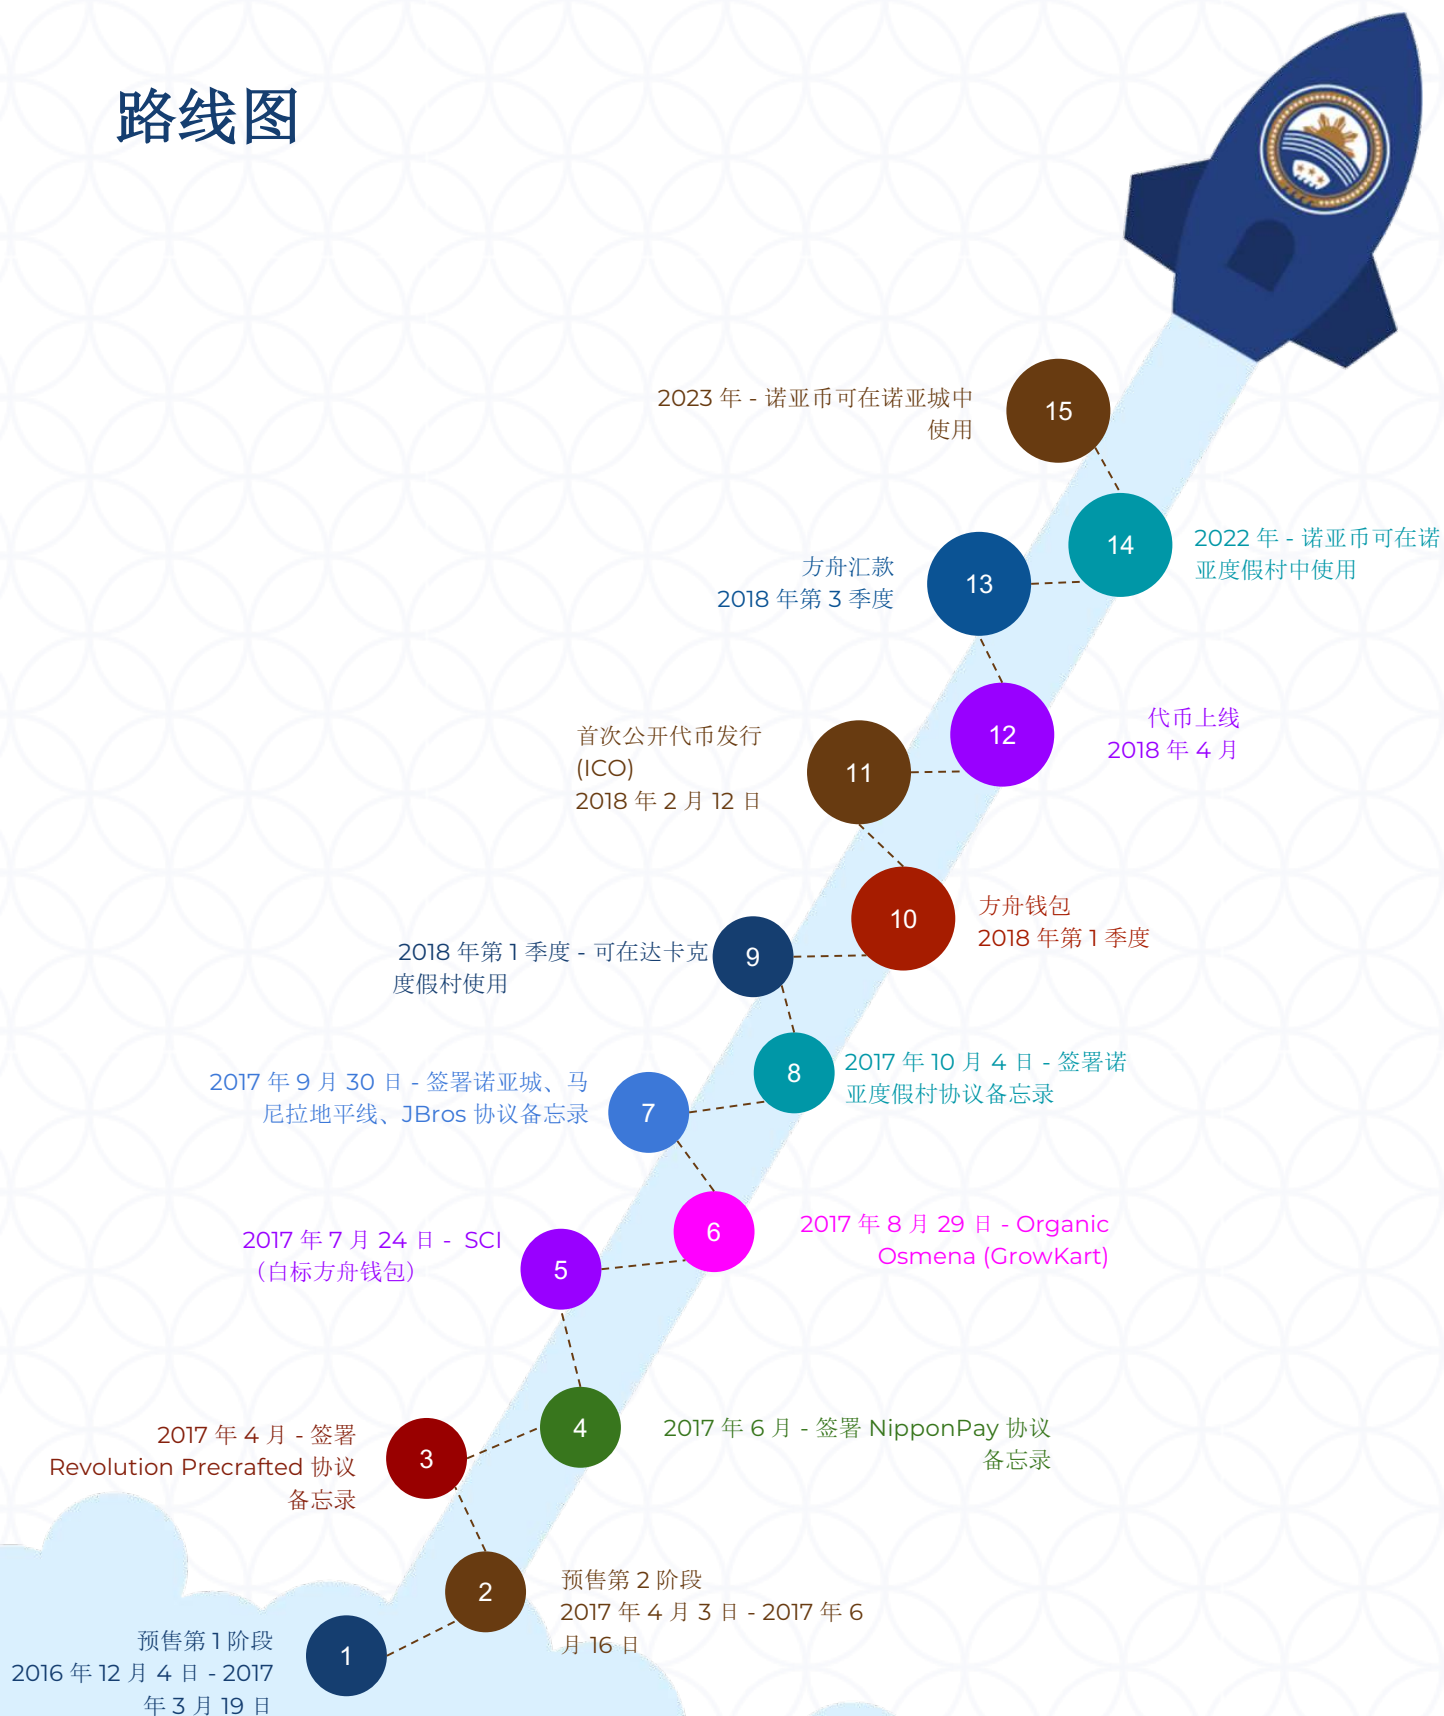 路线图
2023 年 - 诺亚币可在诺亚城中
使用
15
14
2022 年 - 诺亚币可在诺
亚度假村中使用
方舟汇款
2018 年第 3 季度
13
12
代币上线
2018 年 4 月
首次公开代币发行
(ICO)
2018 年 2 月 12 日
11
10
方舟钱包
2018 年第 1 季度
2018 年第 1 季度 - 可在达卡克
度假村使用
9
8
2017 年 10 月 4 日 - 签署诺
亚度假村协议备忘录
2017 年 9 月 30 日 - 签署诺亚城、马
尼拉地平线、JBros 协议备忘录
7
6
2017 年 8 月 29 日 - Organic
Osmena (GrowKart)
2017 年 7 月 24 日 - SCI
（白标方舟钱包）
5
4
2017 年 6 月 - 签署 NipponPay 协议
备忘录
2017 年 4 月 - 签署
Revolution Precrafted 协议
备忘录
3
2
预售第 2 阶段
2017 年 4 月 3 日 - 2017 年 6
月 16 日
预售第 1 阶段
2016 年 12 月 4 日 - 2017
年 3 月 19 日
1